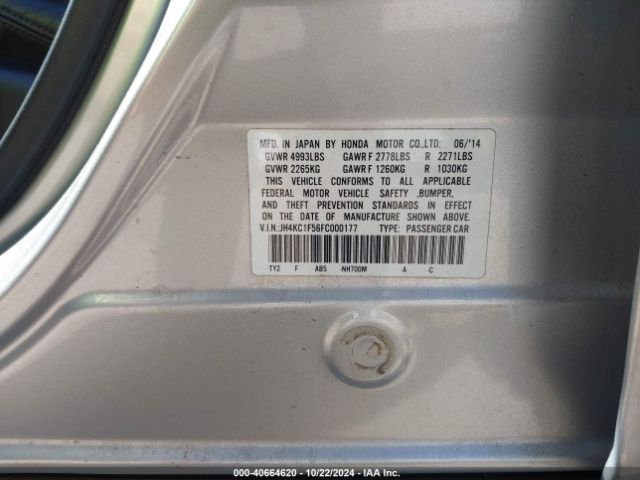 MFD. IN JAPAN BY HONDA MOTOR CO.,LTD. 06/'14
GVWR 4993LBS GAWR F 2778LBS R 2271LBS
GVWR 2265KG GAWR F 1260KG R 1030KG
THIS VEHICLE CONFORMS TO ALL APPLICABLE
FEDERAL MOTOR VEHICLE SAFETY ,BUMPER,
AND THEFT PREVENTION STANDARDS IN EFFECT
ON THE DATE OF MANUFACTURE SHOWN ABOVE.
V.I.N.:JH4KC1F56FC000177 TYPE: PASSENGER CAR
TY2 F AB5 -NH700M -A -C
000-40664620 - 10/22/2024 - IAA Inc.